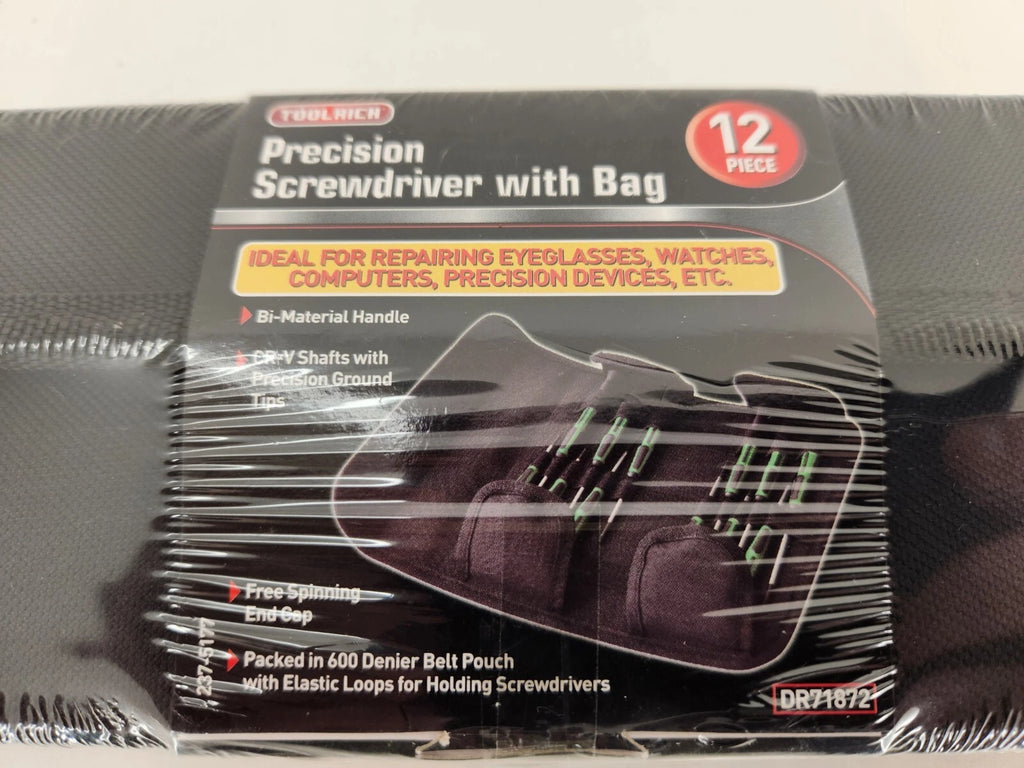 TOOLRICH
Precision
Screwdriver with Bag
12
PIECE
IDEAL FOR REPAIRING EYEGLASSES, WATCHES,
COMPUTERS, PRECISION DEVICES, ETC.
Bi-Material Handle
CR-V Shafts with
Precision Ground
Tips
Free Spinning
End Cap
Packed in 600 Denier Belt Pouch
with Elastic Loops for Holding Screwdrivers
237-5177
DR71872